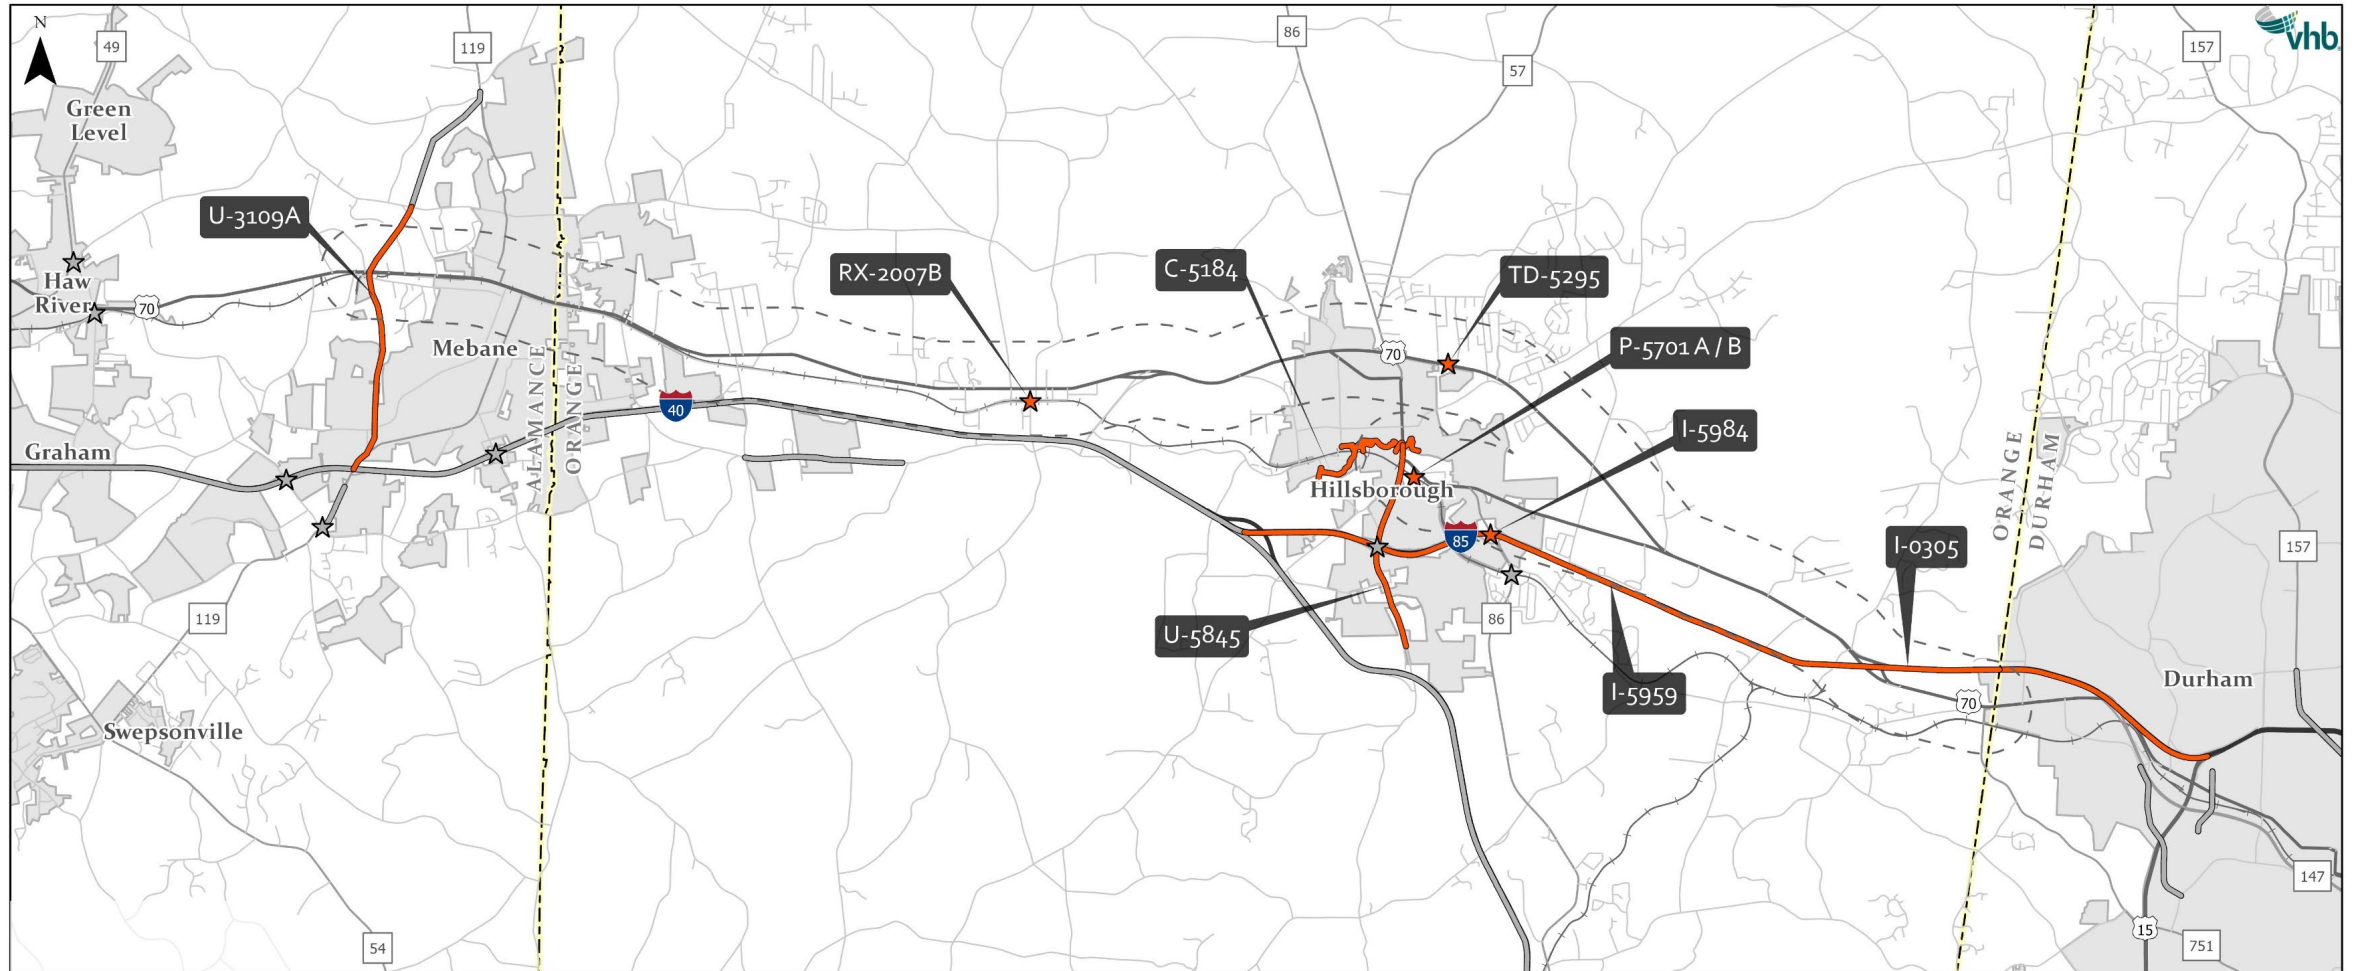 N
49
119
86
57
157
vhb
Green
Level
U-3109A
RX-2007B
C-5184
TD-5295
Haw
River
70
P-5701 A / B
Mebane
70
ALAMANCE
ORANGE
40
I-5984
Graham
Hillsborough
ORANGE
DURHAM
85
I-0305
157
119
U-5845
86
I-5959
Durham
70
Swepsonville
147
54
15
751